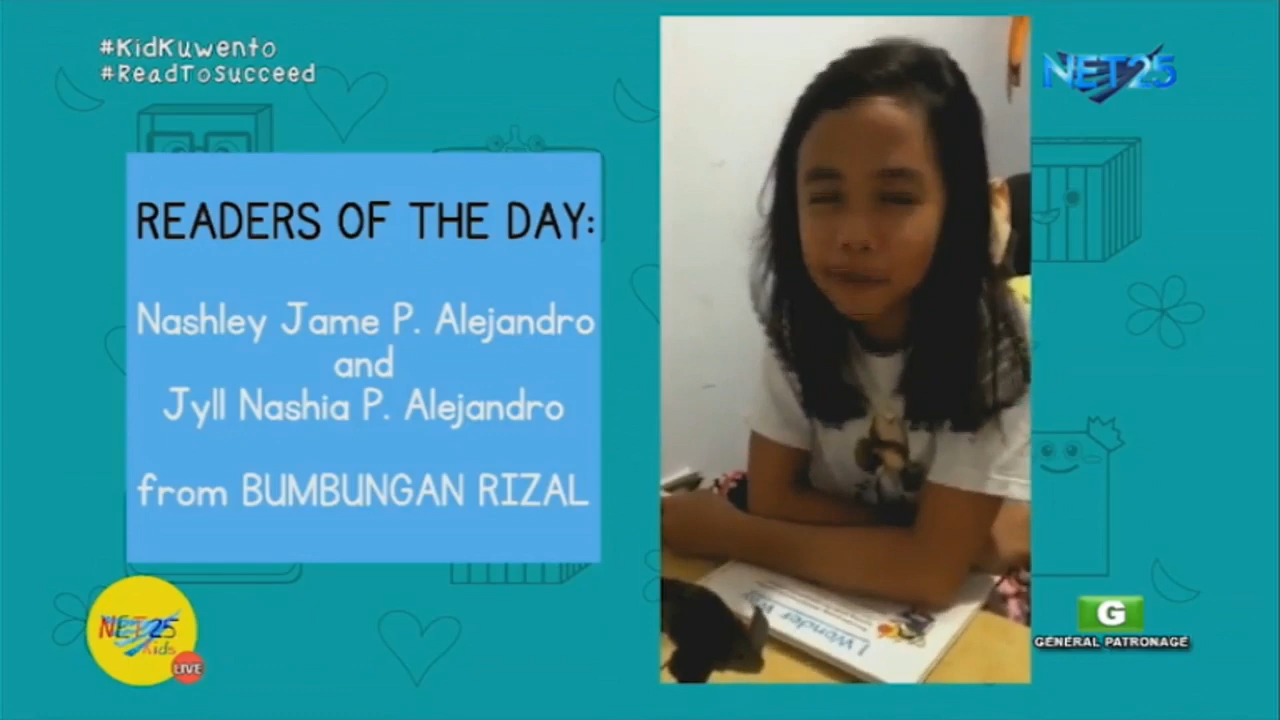 #KidKuwento
#ReadToSucceed
NET25
READERS OF THE DAY:
Nashley Jame P. Alejandro
and
Jyll Nashia P. Alejandro
from BUMBUNGAN RIZAL
I Wonder
NET25
Kids
LIVE
G
GENERAL PATRONAGE